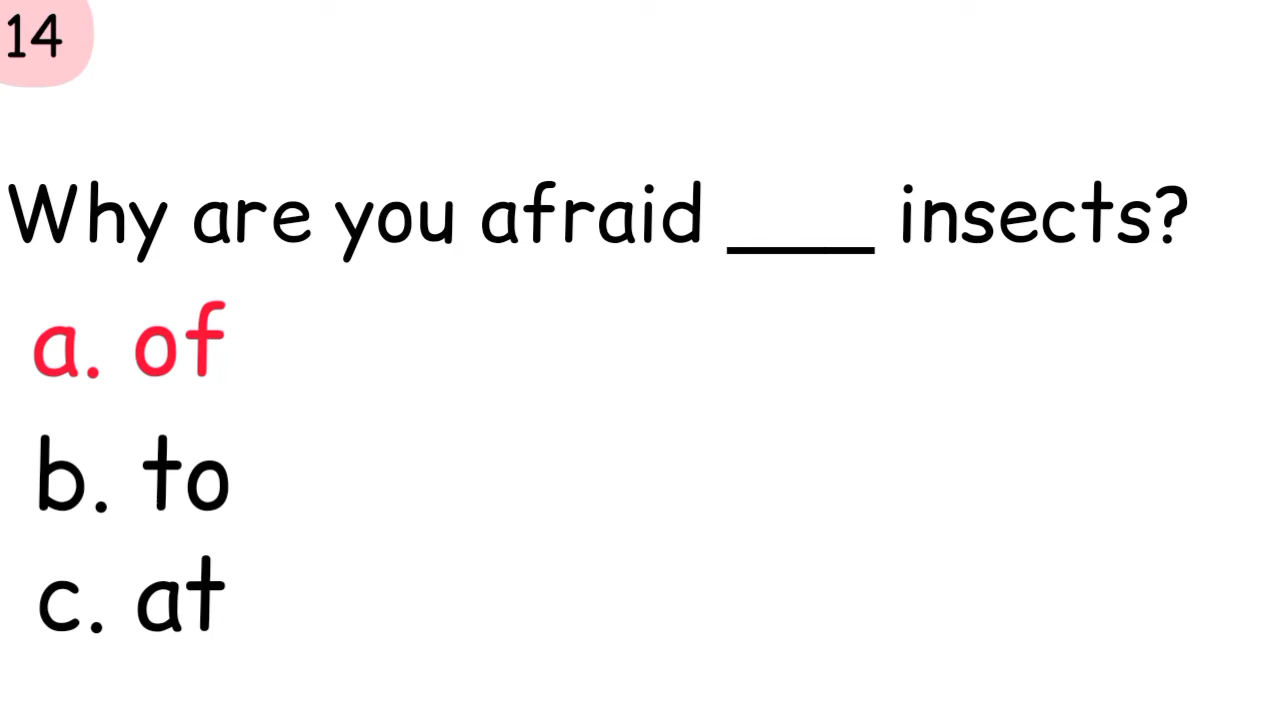 14
Why are you afraid ___ insects?
a. of
b. to
c. at